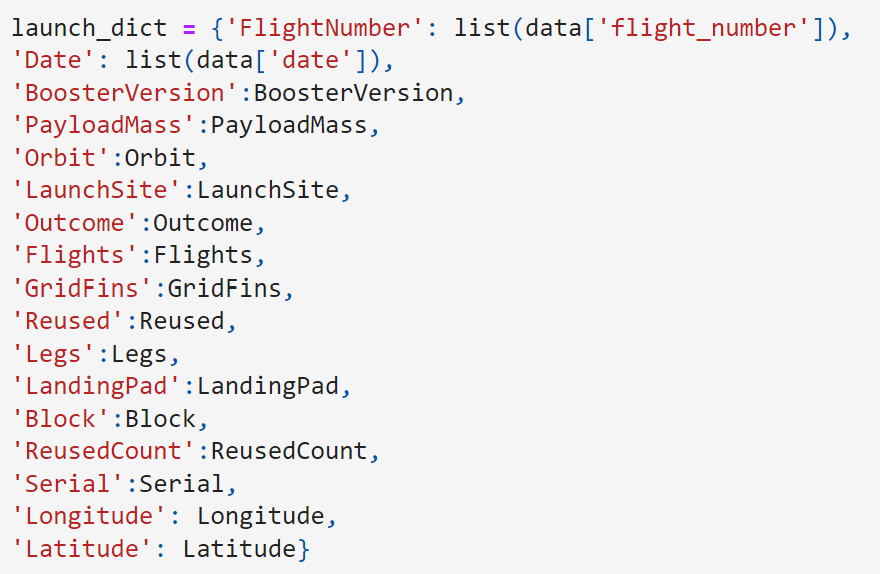 launch_dict = {'FlightNumber': list(data['flight_number']),
'Date': list(data['date']),
'BoosterVersion':BoosterVersion,
'PayloadMass':PayloadMass,
'Orbit':Orbit,
'LaunchSite':LaunchSite,
'Outcome':Outcome,
'Flights':Flights,
'GridFins':GridFins,
'Reused':Reused,
'Legs':Legs,
'LandingPad':LandingPad,
'Block':Block,
'ReusedCount':ReusedCount,
'Serial':Serial,
'Longitude': Longitude,
'Latitude': Latitude}